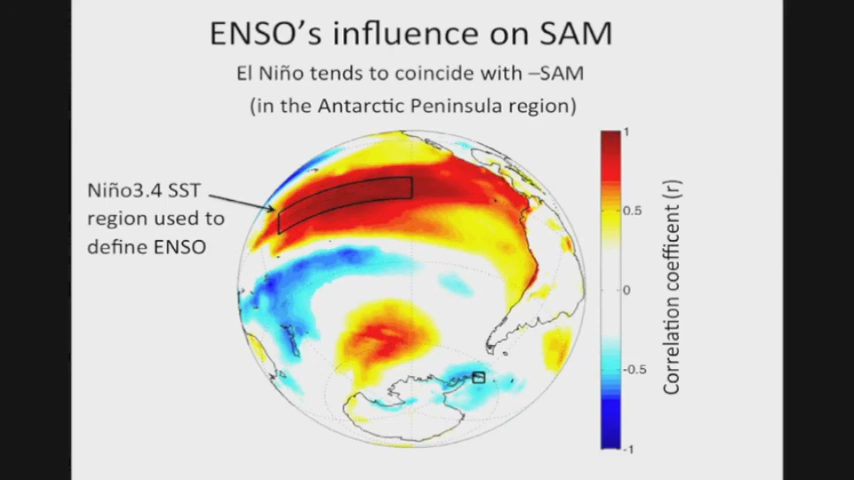 ENSO’s influence on SAM
El Niño tends to coincide with –SAM
(in the Antarctic Peninsula region)
Niño3.4 SST
region used to
define ENSO
1
0.5
0
-0.5
-1
Correlation coefficent (r)